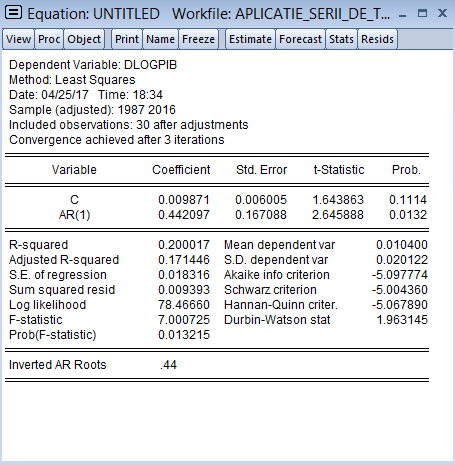 Equation: UNTITLED Workfile: APLICATIE_SERII_DE_T...
View Proc Object Print Name Freeze Estimate Forecast Stats Resids
Dependent Variable: DLOGPIB
Method: Least Squares
Date: 04/25/17 Time: 18:34
Sample (adjusted): 1987 2016
Included observations: 30 after adjustments
Convergence achieved after 3 iterations
Variable Coefficient Std. Error t-Statistic Prob.
C 0.009871 0.006005 1.643863 0.1114
AR(1) 0.442097 0.167088 2.645888 0.0132
R-squared 0.200017 Mean dependent var 0.010400
Adjusted R-squared 0.171446 S.D. dependent var 0.020122
S.E. of regression 0.018316 Akaike info criterion -5.097774
Sum squared resid 0.009393 Schwarz criterion -5.004360
Log likelihood 78.46660 Hannan-Quinn criter. -5.067890
F-statistic 7.000725 Durbin-Watson stat 1.963145
Prob(F-statistic) 0.013215
Inverted AR Roots .44